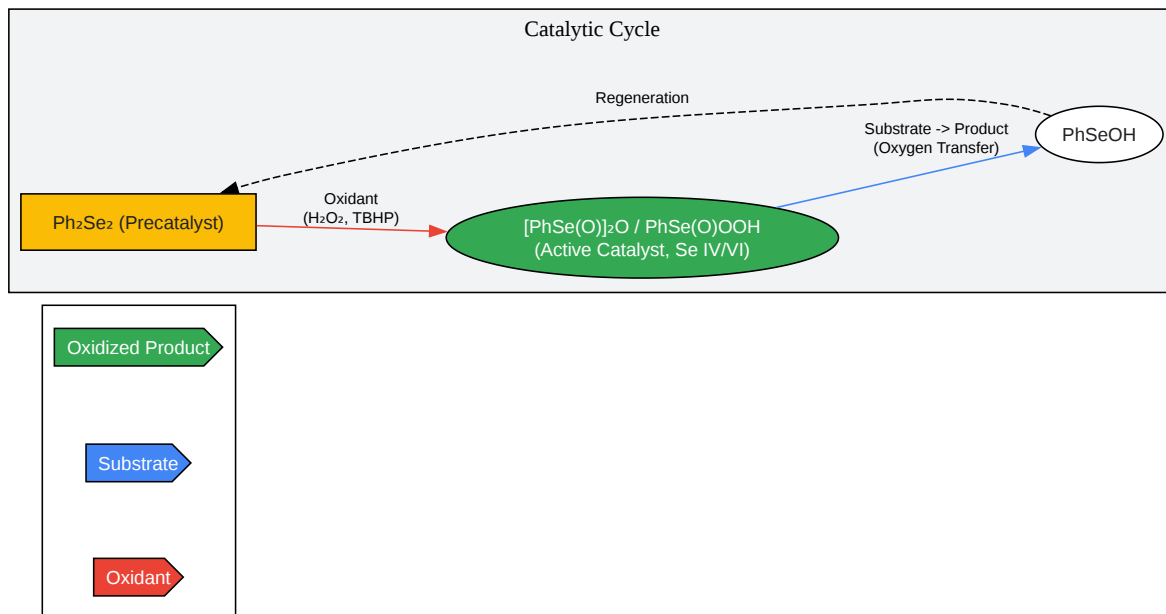 Catalytic Cycle
Regeneration
Substrate -> Product
(Oxygen Transfer)
PhSeOH
Ph₂Se₂ (Precatalyst)
Oxidant
(H₂O₂, TBHP)
[PhSe(O)]₂O / PhSe(O)OOH
(Active Catalyst, Se IV/VI)
Oxidized Product
Substrate
Oxidant